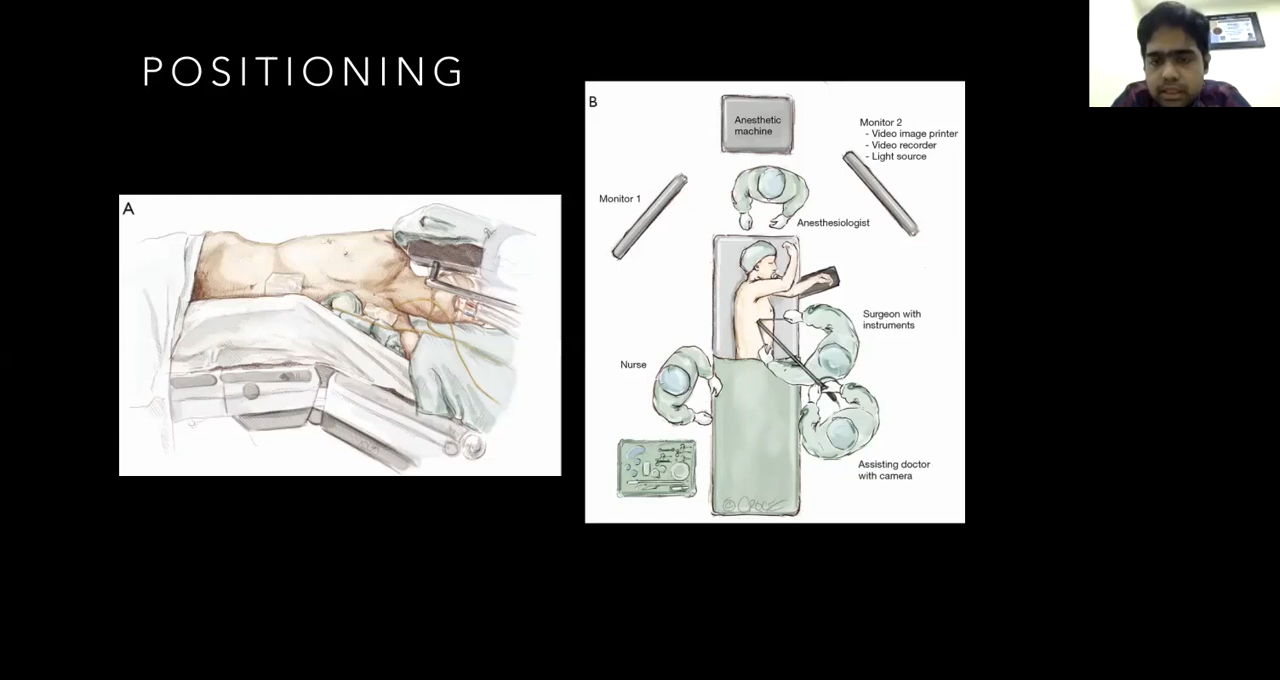 POSITIONING
A
B
Anesthetic
machine
Monitor 2
- Video image printer
- Video recorder
- Light source
Monitor 1
Anesthesiologist
Surgeon with
instruments
Nurse
Assisting doctor
with camera